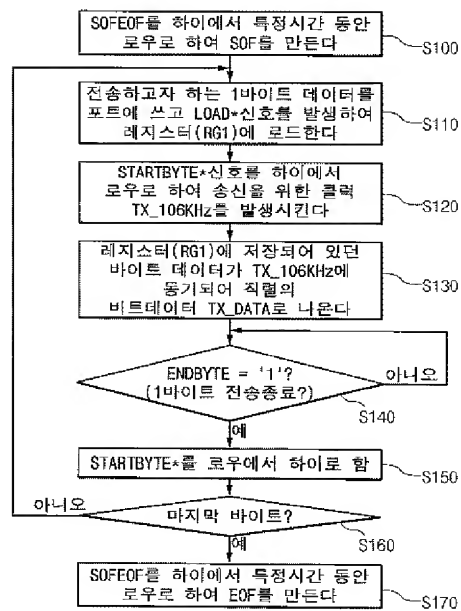 SOFEOF를 하이에서 특정시간 동안
로우로 하여 SOF를 만든다
S100
전송하고자 하는 1바이트 데이터를
포트에 쓰고 LOAD*신호를 발생하여
레지스터(RG1)에 로드한다
S110
STARTBYTE*신호를 하이에서
로우로 하여 송신을 위한 클럭
TX_106KHz를 발생시킨다
S120
레지스터(RG1)에 저장되어 있던
바이트 데이터가 TX_106KHz에
동기되어 직렬의
비트데이터 TX_DATA로 나온다
S130
ENDBYTE = '1'?
(1바이트 전송종료?)
아니오
S140
예
STARTBYTE*를 로우에서 하이로 함
S150
아니오
마지막 바이트?
S160
예
SOFEOF를 하이에서 특정시간 동안
로우로 하여 EOF를 만든다
S170